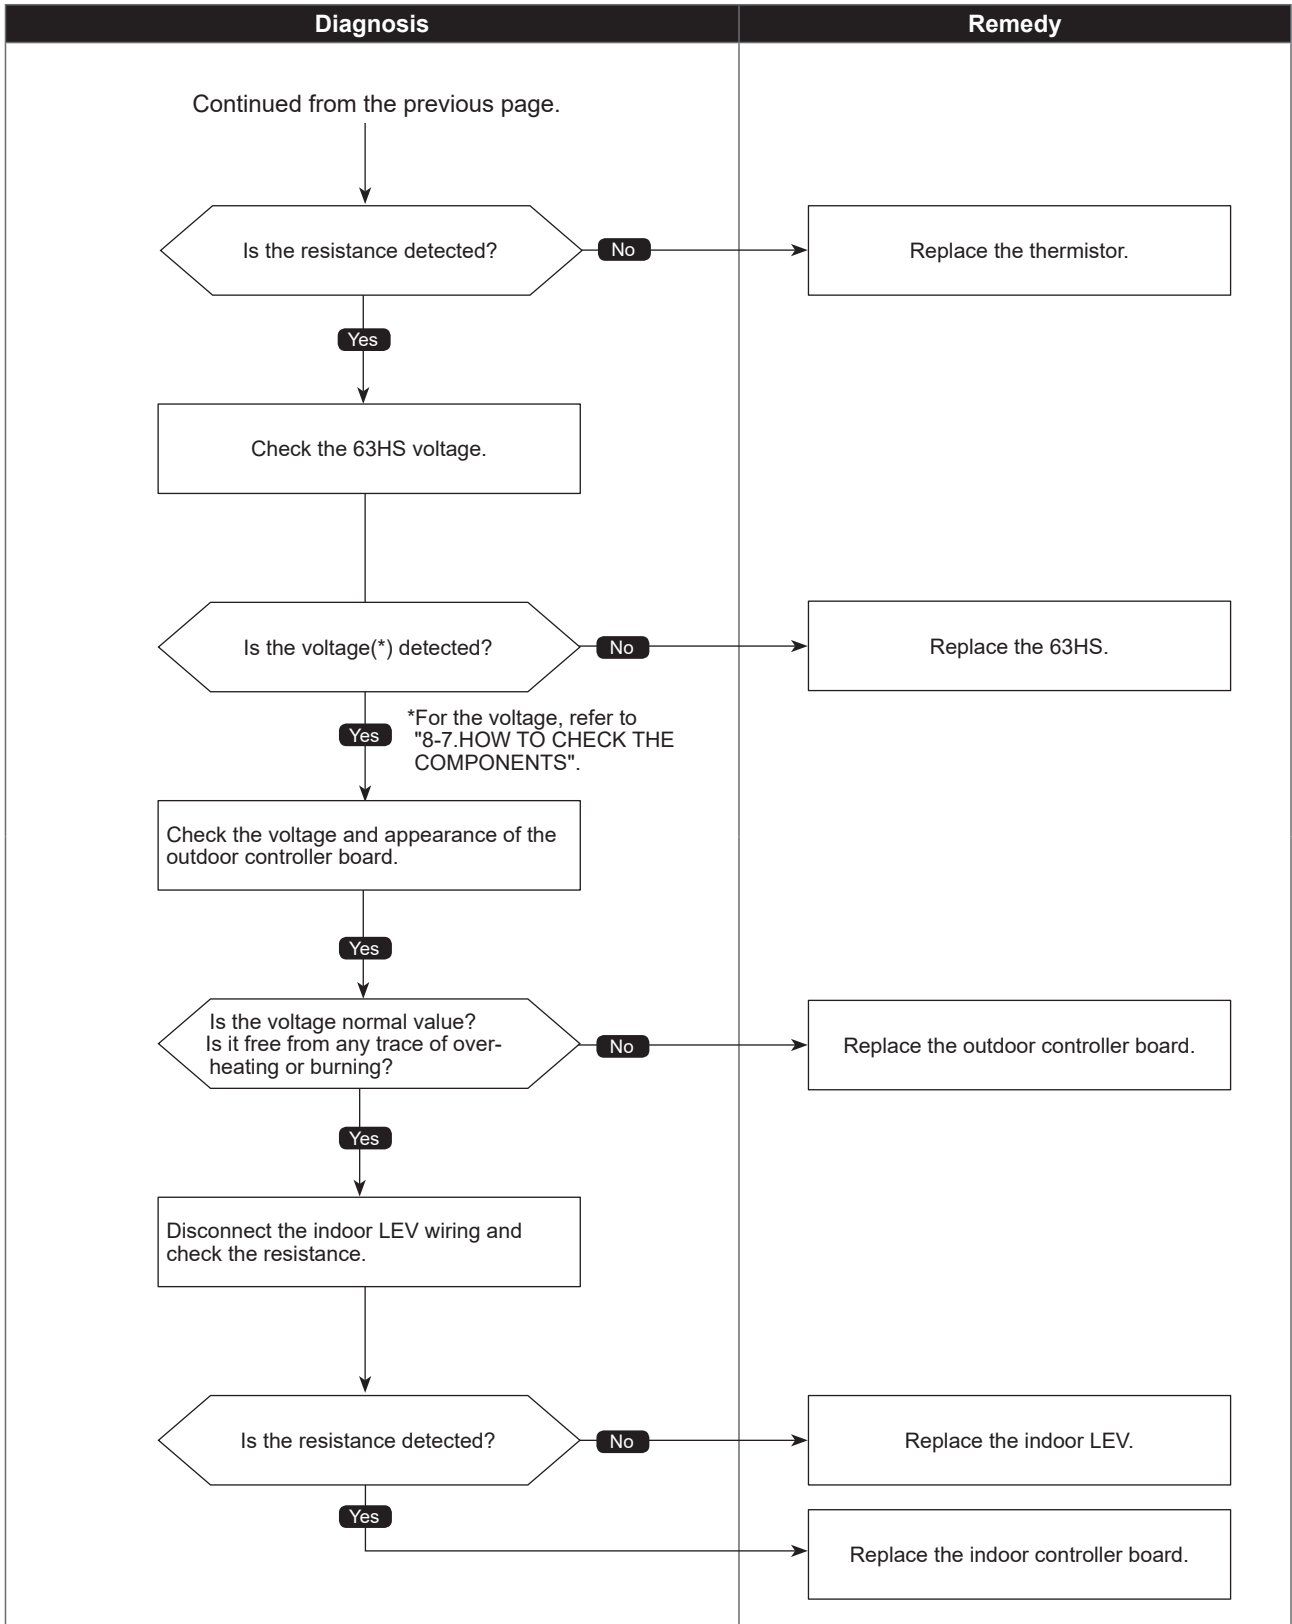 Diagnosis
Remedy
Continued from the previous page.
Is the resistance detected?
No
Replace the thermistor.
Yes
Check the 63HS voltage.
Is the voltage(*) detected?
No
Replace the 63HS.
Yes
*For the voltage, refer to
"8-7.HOW TO CHECK THE
COMPONENTS".
Check the voltage and appearance of the
outdoor controller board.
Yes
Is the voltage normal value?
Is it free from any trace of over-
heating or burning?
No
Replace the outdoor controller board.
Yes
Disconnect the indoor LEV wiring and
check the resistance.
Is the resistance detected?
No
Replace the indoor LEV.
Yes
Replace the indoor controller board.